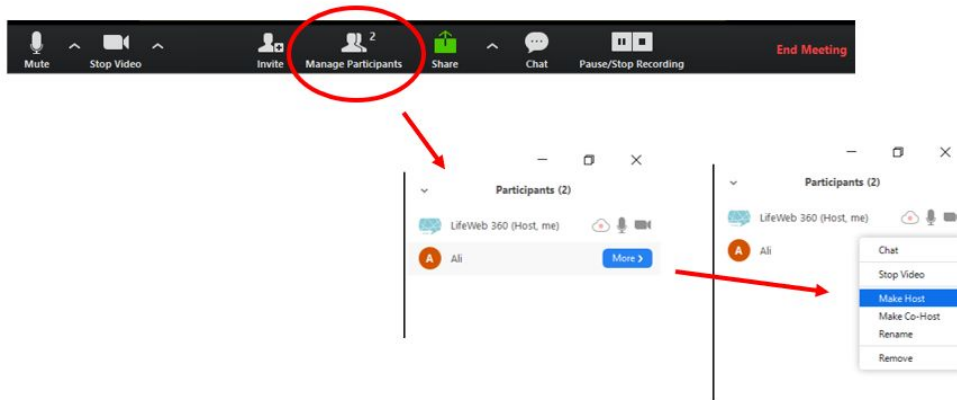 2
Mute Stop Video Invite Manage Participants Share Chat Pause/Stop Recording End Meeting
Participants (2)
LifeWeb 360 (Host, me)
A Ali More
Participants (2)
LifeWeb 360 (Host, me)
A Ali
Chat
Stop Video
Make Host
Make Co-Host
Rename
Remove